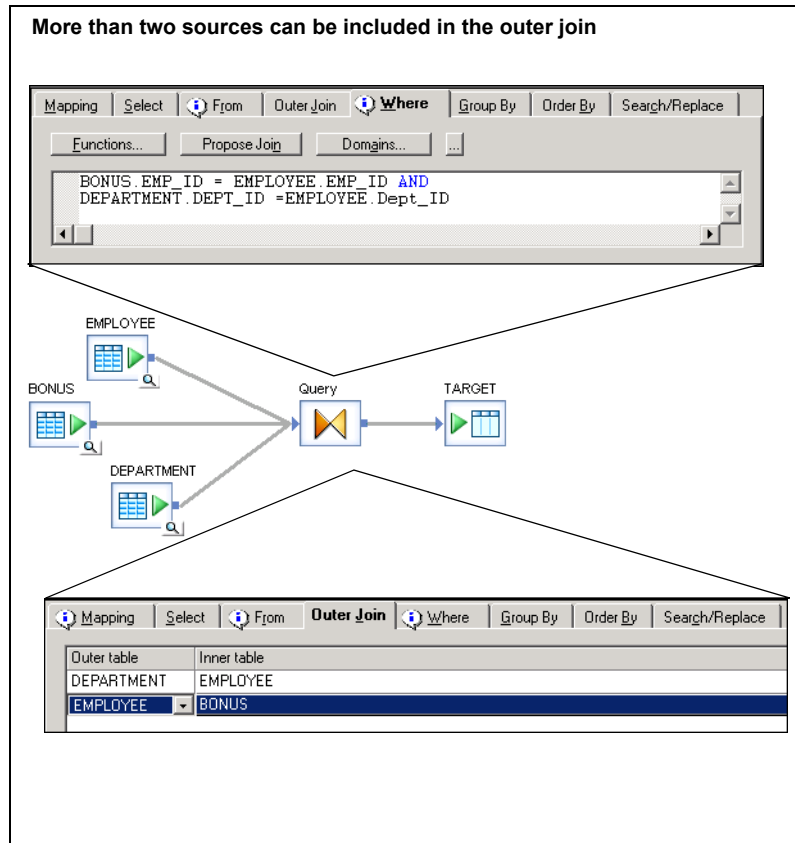 More than two sources can be included in the outer join
Mapping Select From Outer Join Where Group By Order By Search/Replace
Functions... Propose Join Domains... ...
BONUS.EMP_ID = EMPLOYEE.EMP_ID AND
DEPARTMENT.DEPT_ID =EMPLOYEE.Dept_ID
EMPLOYEE
BONUS
Query
TARGET
DEPARTMENT
Mapping Select From Outer Join Where Group By Order By Search/Replace
Outer table Inner table
DEPARTMENT EMPLOYEE
EMPLOYEE BONUS